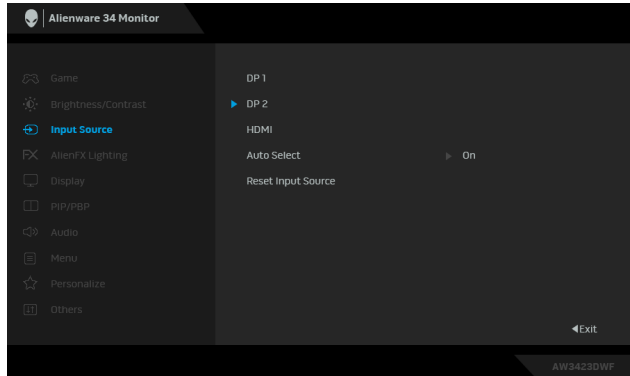 Alienware 34 Monitor
Game
DP 1
Brightness/Contrast
DP 2
Input Source
HDMI
AlienFX Lighting
Auto Select
On
Display
Reset Input Source
PIP/PBP
Audio
Menu
Personalize
Others
Exit
AW3423DWF